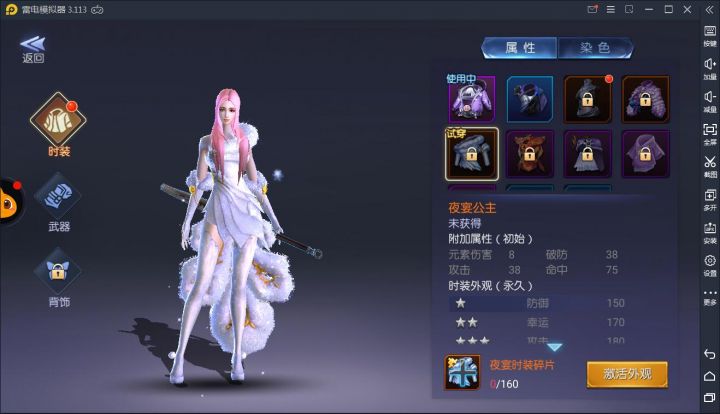 雷电模拟器 3.113
返回
属性
染色
按键
加量
减量
全屏
截图
多开
安装
设置
更多
时装
武器
背饰
使用中
试穿
夜宴公主
未获得
附加属性（初始）
元素伤害 8 破防 38
攻击 38 命中 75
时装外观（永久）
★ 防御 150
★★ 幸运 170
★★★ 攻击 180
夜宴时装碎片
0/160
激活外观